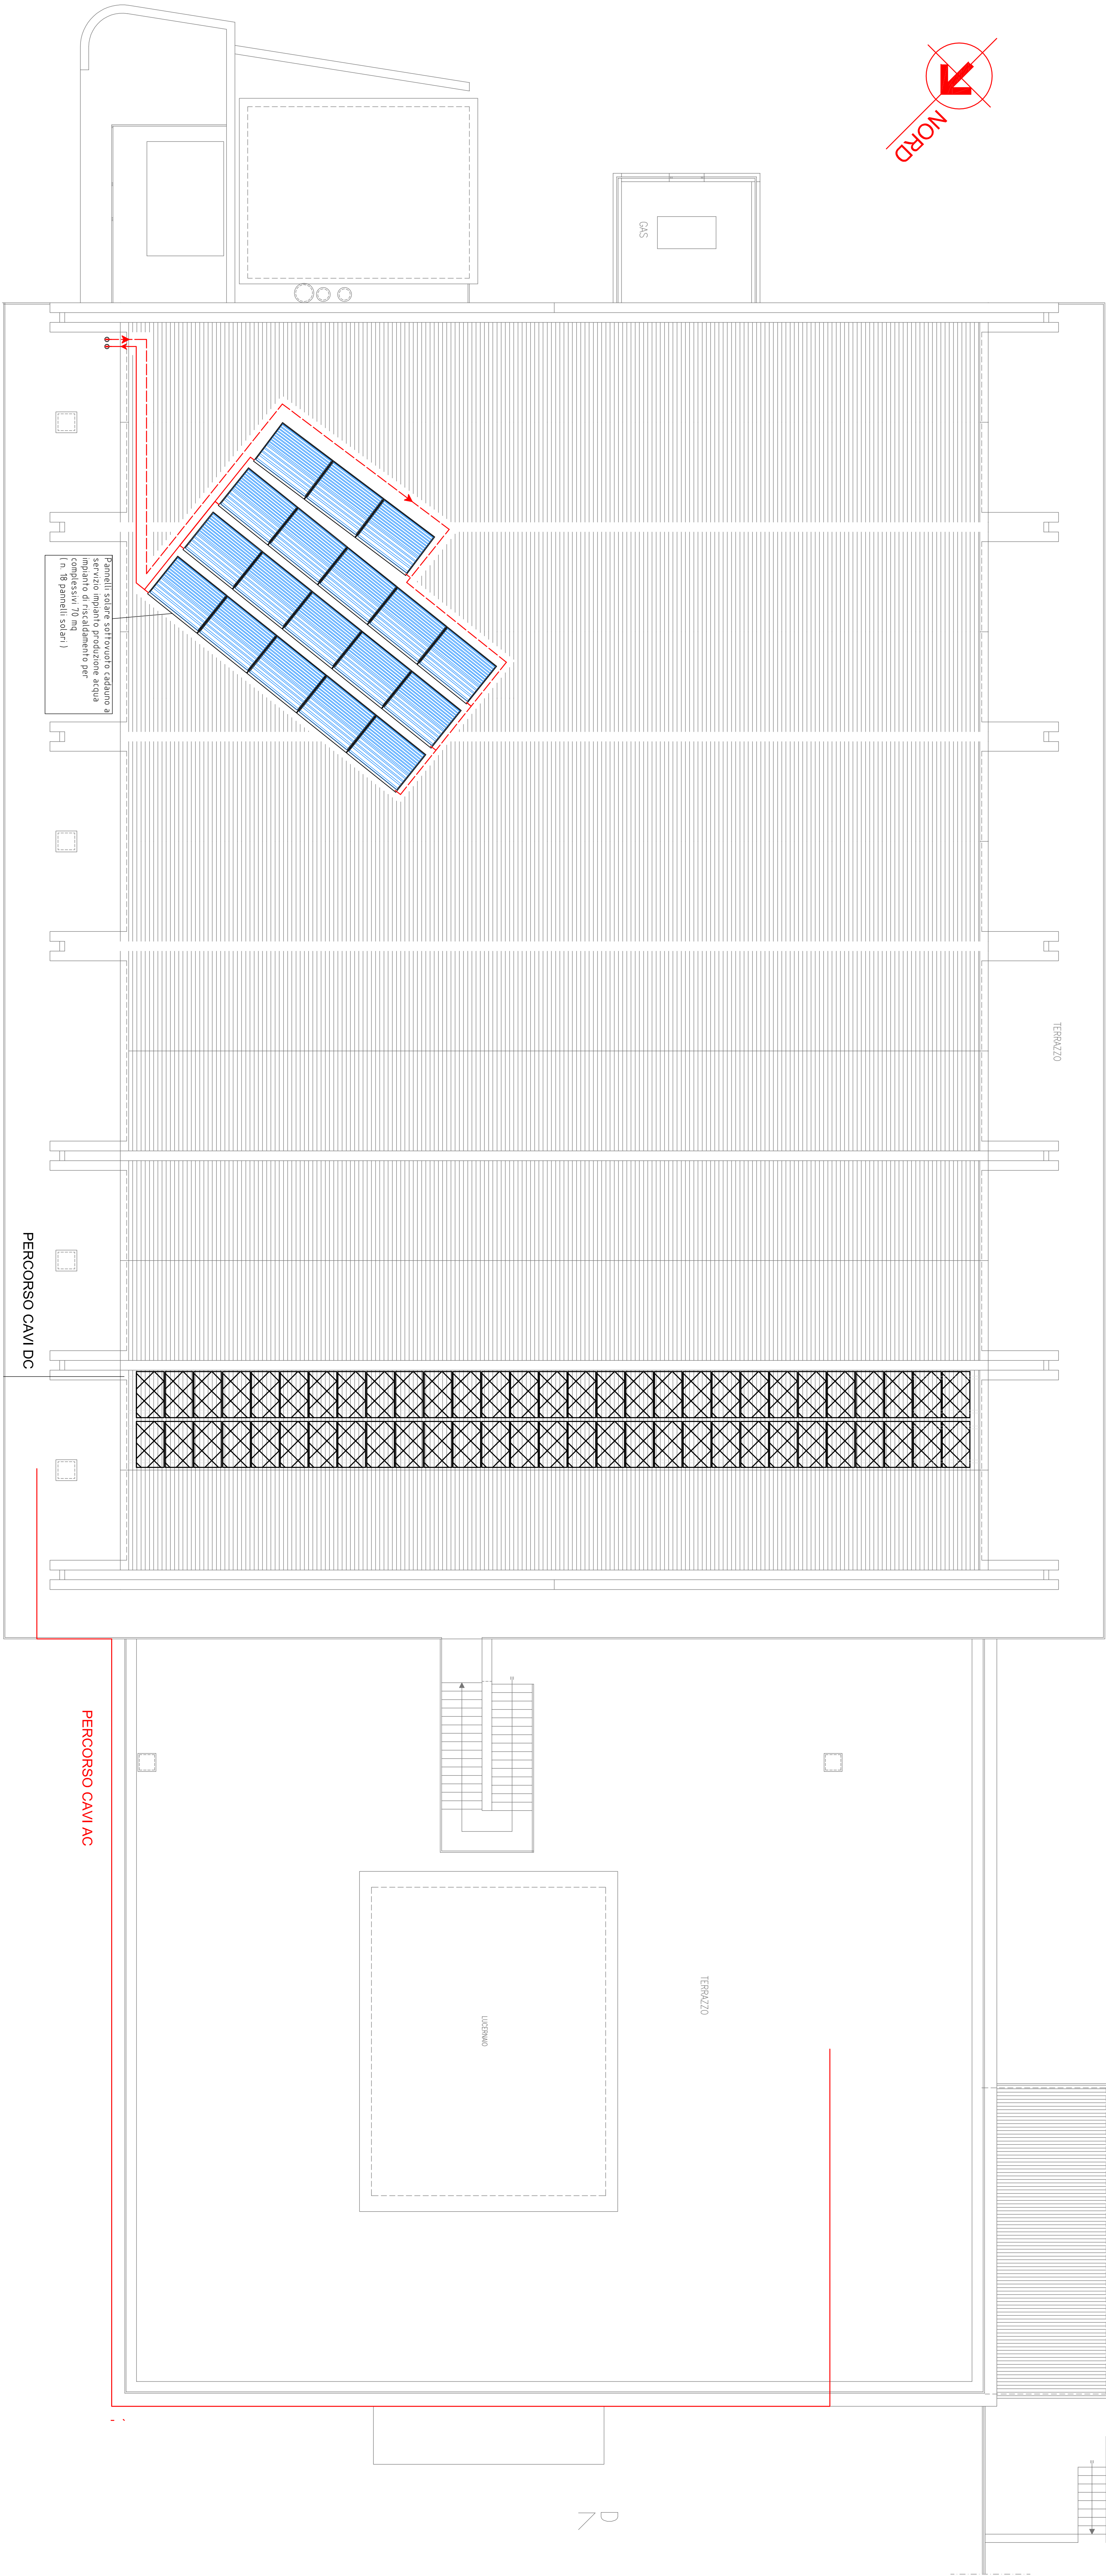 NORD
GAS
Pannelli solare sottovuoto cadauno a
servizio impianto produzione acqua
impianto di riscaldamento per
complessivi 70 mq
( n. 18 pannelli solari )
TERRAZZO
PERCORSO CAVI DC
PERCORSO CAVI AC
TERRAZZO
LUCERNAIO